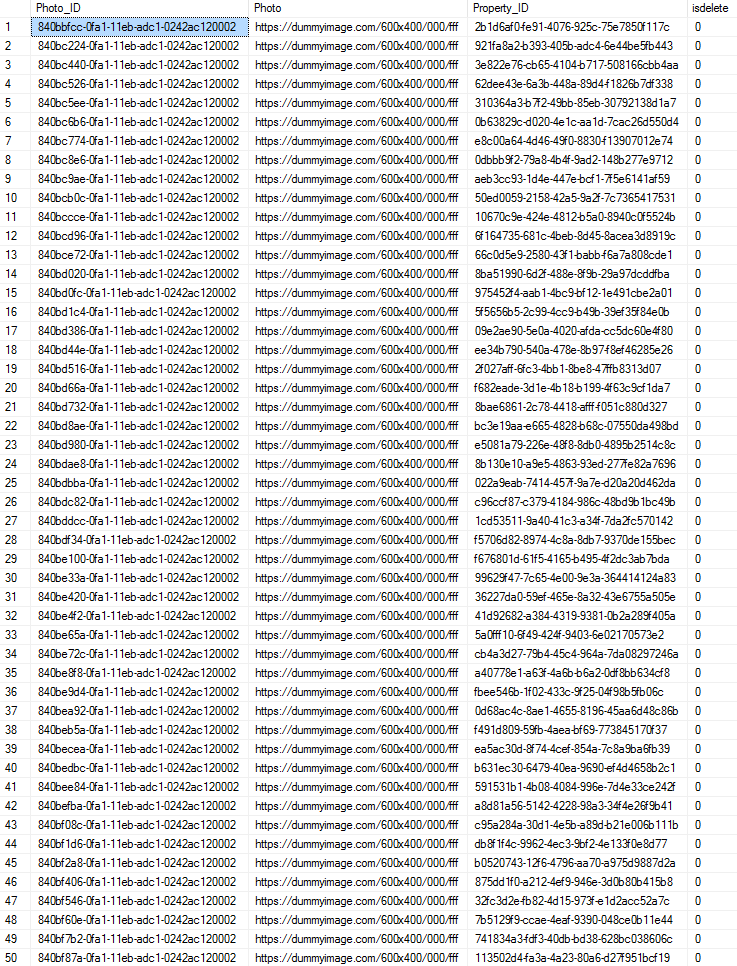 Photo_ID Photo Property_ID isdelete
1 840bbfcc-0fa1-11eb-adc1-0242ac120002 https://dummyimage.com/600x400/000/fff 2b1d6af0-fe91-4076-925c-75e7850f117c 0
2 840bc224-0fa1-11eb-adc1-0242ac120002 https://dummyimage.com/600x400/000/fff 921fa8a2-b393-405b-adc4-6e44be5fb443 0
3 840bc440-0fa1-11eb-adc1-0242ac120002 https://dummyimage.com/600x400/000/fff 3e822e76-cb65-4104-b717-508166cbb4aa 0
4 840bc526-0fa1-11eb-adc1-0242ac120002 https://dummyimage.com/600x400/000/fff 62dee43e-6a3b-448a-89d4-f1826b7df338 0
5 840bc5ee-0fa1-11eb-adc1-0242ac120002 https://dummyimage.com/600x400/000/fff 310364a3-b7f2-49bb-85eb-30792138d1a7 0
6 840bc6b6-0fa1-11eb-adc1-0242ac120002 https://dummyimage.com/600x400/000/fff 0b63829c-d020-4e1c-aa1d-7cac26d550d4 0
7 840bc774-0fa1-11eb-adc1-0242ac120002 https://dummyimage.com/600x400/000/fff e8c00a64-4d46-49f0-8830-f13907012e74 0
8 840bc8e6-0fa1-11eb-adc1-0242ac120002 https://dummyimage.com/600x400/000/fff 0dbbb9f2-79a8-4b4f-9ad2-148b277e9712 0
9 840bc9ae-0fa1-11eb-adc1-0242ac120002 https://dummyimage.com/600x400/000/fff aeb3cc93-1d4e-447e-bcf1-7f5e6141af59 0
10 840bcb0c-0fa1-11eb-adc1-0242ac120002 https://dummyimage.com/600x400/000/fff 50ed0059-2158-42a5-9a2f-7c7365417531 0
11 840bccce-0fa1-11eb-adc1-0242ac120002 https://dummyimage.com/600x400/000/fff 10670c9e-424e-4812-b5a0-8940c0f5524b 0
12 840bcd96-0fa1-11eb-adc1-0242ac120002 https://dummyimage.com/600x400/000/fff 6f164735-681c-4beb-8d45-8acea3d8919c 0
13 840bce72-0fa1-11eb-adc1-0242ac120002 https://dummyimage.com/600x400/000/fff 66c0d5e9-2580-43f1-babb-f6a7a808cde1 0
14 840bd020-0fa1-11eb-adc1-0242ac120002 https://dummyimage.com/600x400/000/fff 8ba51990-6d2f-488e-8f9b-29a97dcddfba 0
15 840bd0fc-0fa1-11eb-adc1-0242ac120002 https://dummyimage.com/600x400/000/fff 975452f4-aab1-4bc9-bf12-1e491cbe2a01 0
16 840bd1c4-0fa1-11eb-adc1-0242ac120002 https://dummyimage.com/600x400/000/fff 5f5656b5-2c99-4cc9-b49b-39ef35f84e0b 0
17 840bd386-0fa1-11eb-adc1-0242ac120002 https://dummyimage.com/600x400/000/fff 09e2ae90-5e0a-4020-afda-cc5dc60e4f80 0
18 840bd44e-0fa1-11eb-adc1-0242ac120002 https://dummyimage.com/600x400/000/fff ee34b790-540a-478e-8b97-f8ef46285e26 0
19 840bd516-0fa1-11eb-adc1-0242ac120002 https://dummyimage.com/600x400/000/fff 2f027aff-6fc3-4bb1-8be8-47ffb8313d07 0
20 840bd66a-0fa1-11eb-adc1-0242ac120002 https://dummyimage.com/600x400/000/fff f682eade-3d1e-4b18-b199-4f63c9cf1da7 0
21 840bd732-0fa1-11eb-adc1-0242ac120002 https://dummyimage.com/600x400/000/fff 8bae6861-2c78-4418-afff-f051c880d327 0
22 840bd8ae-0fa1-11eb-adc1-0242ac120002 https://dummyimage.com/600x400/000/fff bc3e19aa-e665-4828-b68c-07550da498bd 0
23 840bd980-0fa1-11eb-adc1-0242ac120002 https://dummyimage.com/600x400/000/fff e5081a79-226e-48f8-8db0-4895b2514c8c 0
24 840bdae8-0fa1-11eb-adc1-0242ac120002 https://dummyimage.com/600x400/000/fff 8b130e10-a9e5-4863-93ed-277fe82a7696 0
25 840bdbba-0fa1-11eb-adc1-0242ac120002 https://dummyimage.com/600x400/000/fff 022a9eab-7414-457f-9a7e-d20a20d462da 0
26 840bdc82-0fa1-11eb-adc1-0242ac120002 https://dummyimage.com/600x400/000/fff c96ccf87-c379-4184-986c-48bd9b1bc49b 0
27 840bddcc-0fa1-11eb-adc1-0242ac120002 https://dummyimage.com/600x400/000/fff 1cd53511-9a40-41c3-a34f-7da2fc570142 0
28 840bdf34-0fa1-11eb-adc1-0242ac120002 https://dummyimage.com/600x400/000/fff f5706d82-8974-4c8a-8db7-9370de155bec 0
29 840be100-0fa1-11eb-adc1-0242ac120002 https://dummyimage.com/600x400/000/fff f676801d-61f5-4165-b495-4f2dc3ab7bda 0
30 840be33a-0fa1-11eb-adc1-0242ac120002 https://dummyimage.com/600x400/000/fff 99629f47-7c65-4e00-9e3a-364414124a83 0
31 840be420-0fa1-11eb-adc1-0242ac120002 https://dummyimage.com/600x400/000/fff 36227da0-59ef-465e-8a32-43e6755a505e 0
32 840be4f2-0fa1-11eb-adc1-0242ac120002 https://dummyimage.com/600x400/000/fff 41d92682-a384-4319-9381-0b2a289f405a 0
33 840be65a-0fa1-11eb-adc1-0242ac120002 https://dummyimage.com/600x400/000/fff 5a0fff10-6f49-424f-9403-6e02170573e2 0
34 840be72c-0fa1-11eb-adc1-0242ac120002 https://dummyimage.com/600x400/000/fff cb4a3d27-79b4-45c4-964a-7da08297246a 0
35 840be8f8-0fa1-11eb-adc1-0242ac120002 https://dummyimage.com/600x400/000/fff a40778e1-a63f-4a6b-b6a2-0df8bb634cf8 0
36 840be9d4-0fa1-11eb-adc1-0242ac120002 https://dummyimage.com/600x400/000/fff fbee546b-1f02-433c-9f25-04f98b5fb06c 0
37 840bea92-0fa1-11eb-adc1-0242ac120002 https://dummyimage.com/600x400/000/fff 0d68ac4c-8ae1-4655-8196-45aa6d48c86b 0
38 840beb5a-0fa1-11eb-adc1-0242ac120002 https://dummyimage.com/600x400/000/fff f491d809-59fb-4aea-bf69-773845170f37 0
39 840becea-0fa1-11eb-adc1-0242ac120002 https://dummyimage.com/600x400/000/fff ea5ac30d-8f74-4cef-854a-7c8a9ba6fb39 0
40 840bedbc-0fa1-11eb-adc1-0242ac120002 https://dummyimage.com/600x400/000/fff b631ec30-6479-40ea-9690-ef4d4658b2c1 0
41 840bee84-0fa1-11eb-adc1-0242ac120002 https://dummyimage.com/600x400/000/fff 591531b1-4b08-4084-996e-7d4e33ce242f 0
42 840befba-0fa1-11eb-adc1-0242ac120002 https://dummyimage.com/600x400/000/fff a8d81a56-5142-4228-98a3-34f4e26f9b41 0
43 840bf08c-0fa1-11eb-adc1-0242ac120002 https://dummyimage.com/600x400/000/fff c95a284a-30d1-4e5b-a89d-b21e006b111b 0
44 840bf1d6-0fa1-11eb-adc1-0242ac120002 https://dummyimage.com/600x400/000/fff db8f1f4c-9962-4ec3-9bf2-4e133f0e8d77 0
45 840bf2a8-0fa1-11eb-adc1-0242ac120002 https://dummyimage.com/600x400/000/fff b0520743-12f6-4796-aa70-a975d9887d2a 0
46 840bf406-0fa1-11eb-adc1-0242ac120002 https://dummyimage.com/600x400/000/fff 875dd1f0-a212-4ef9-946e-3d0b80b415b8 0
47 840bf546-0fa1-11eb-adc1-0242ac120002 https://dummyimage.com/600x400/000/fff 32fc3d2e-fb82-4d15-973f-e1d2acc52a7c 0
48 840bf60e-0fa1-11eb-adc1-0242ac120002 https://dummyimage.com/600x400/000/fff 7b5129f9-ccae-4eaf-9390-048ce0b11e44 0
49 840bf7b2-0fa1-11eb-adc1-0242ac120002 https://dummyimage.com/600x400/000/fff 741834a3-fdf3-40db-bd38-628bc038606c 0
50 840bf87a-0fa1-11eb-adc1-0242ac120002 https://dummyimage.com/600x400/000/fff 113502d4-fa3a-4a23-80a6-d27f951bcf19 0